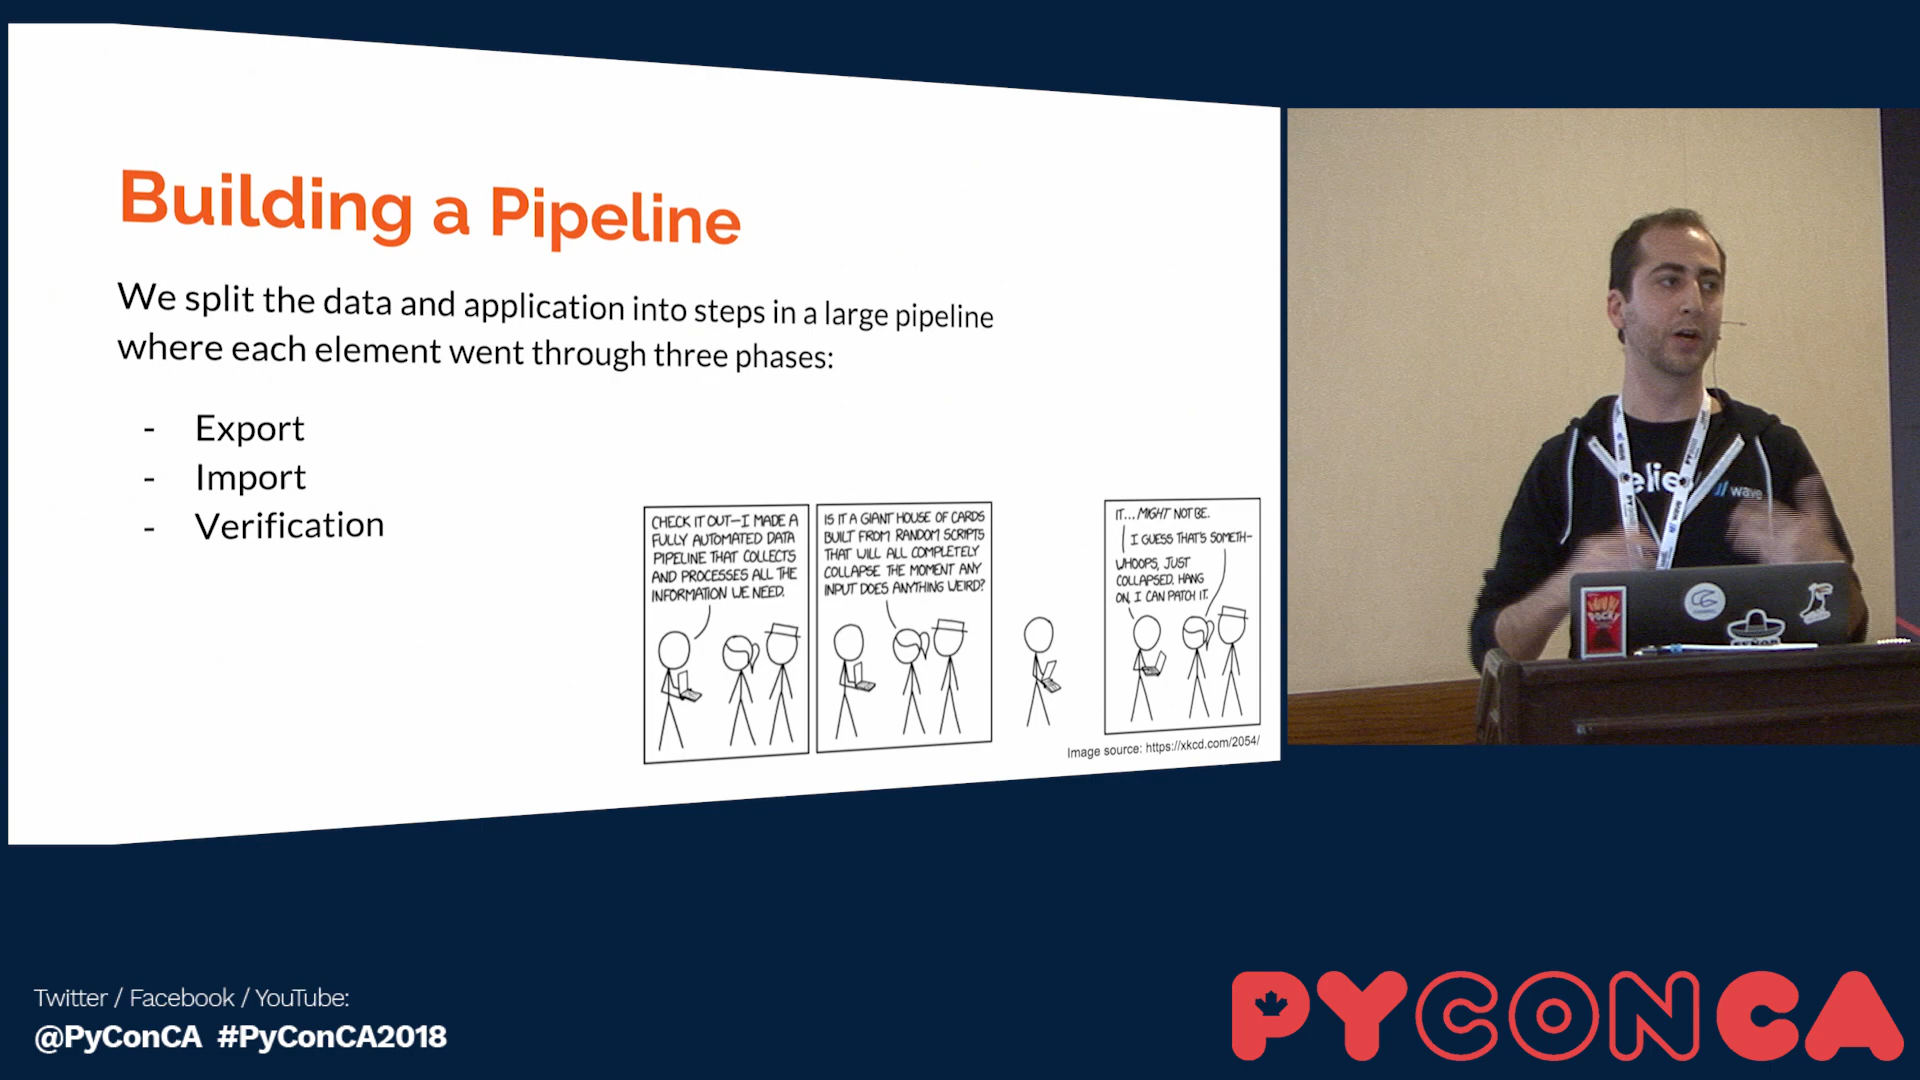 Building a Pipeline
We split the data and application into steps in a large pipeline
where each element went through three phases:
- Export
- Import
- Verification
CHECK IT OUT—I MADE A
FULLY AUTOMATED DATA
PIPELINE THAT COLLECTS
AND PROCESSES ALL THE
INFORMATION WE NEED.
IS IT A GIANT HOUSE OF CARDS
BUILT FROM RANDOM SCRIPTS
THAT WILL ALL COMPLETELY
COLLAPSE THE MOMENT ANY
INPUT DOES ANYTHING WEIRD?
IT... MIGHT NOT BE.
I GUESS THAT'S SOMETH-
WHOOPS, JUST
COLLAPSED. HANG
ON, I CAN PATCH IT.
Image source: https://xkcd.com/2054/
wave
POCKY
Twitter / Facebook / YouTube:
@PyConCA #PyConCA2018
PYCONCA